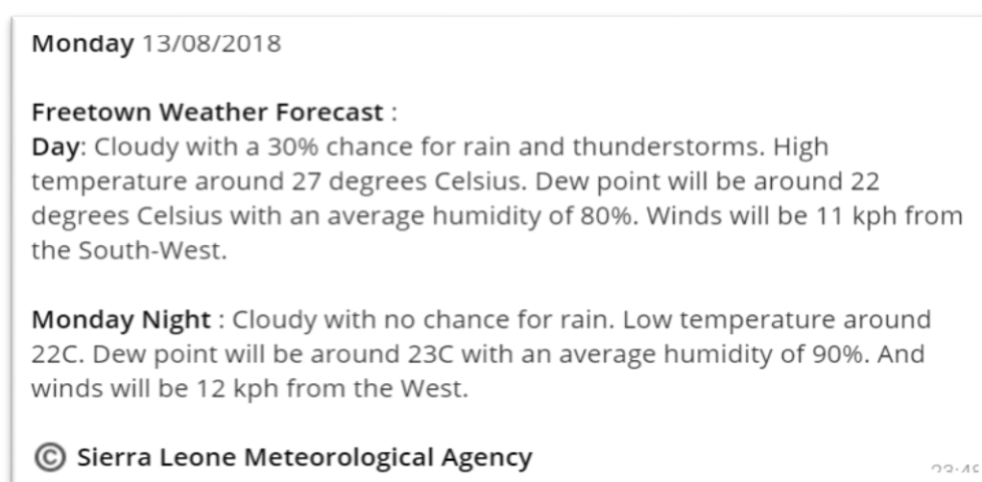 Monday 13/08/2018
Freetown Weather Forecast :
Day: Cloudy with a 30% chance for rain and thunderstorms. High
temperature around 27 degrees Celsius. Dew point will be around 22
degrees Celsius with an average humidity of 80%. Winds will be 11 kph from
the South-West.
Monday Night : Cloudy with no chance for rain. Low temperature around
22C. Dew point will be around 23C with an average humidity of 90%. And
winds will be 12 kph from the West.
© Sierra Leone Meteorological Agency